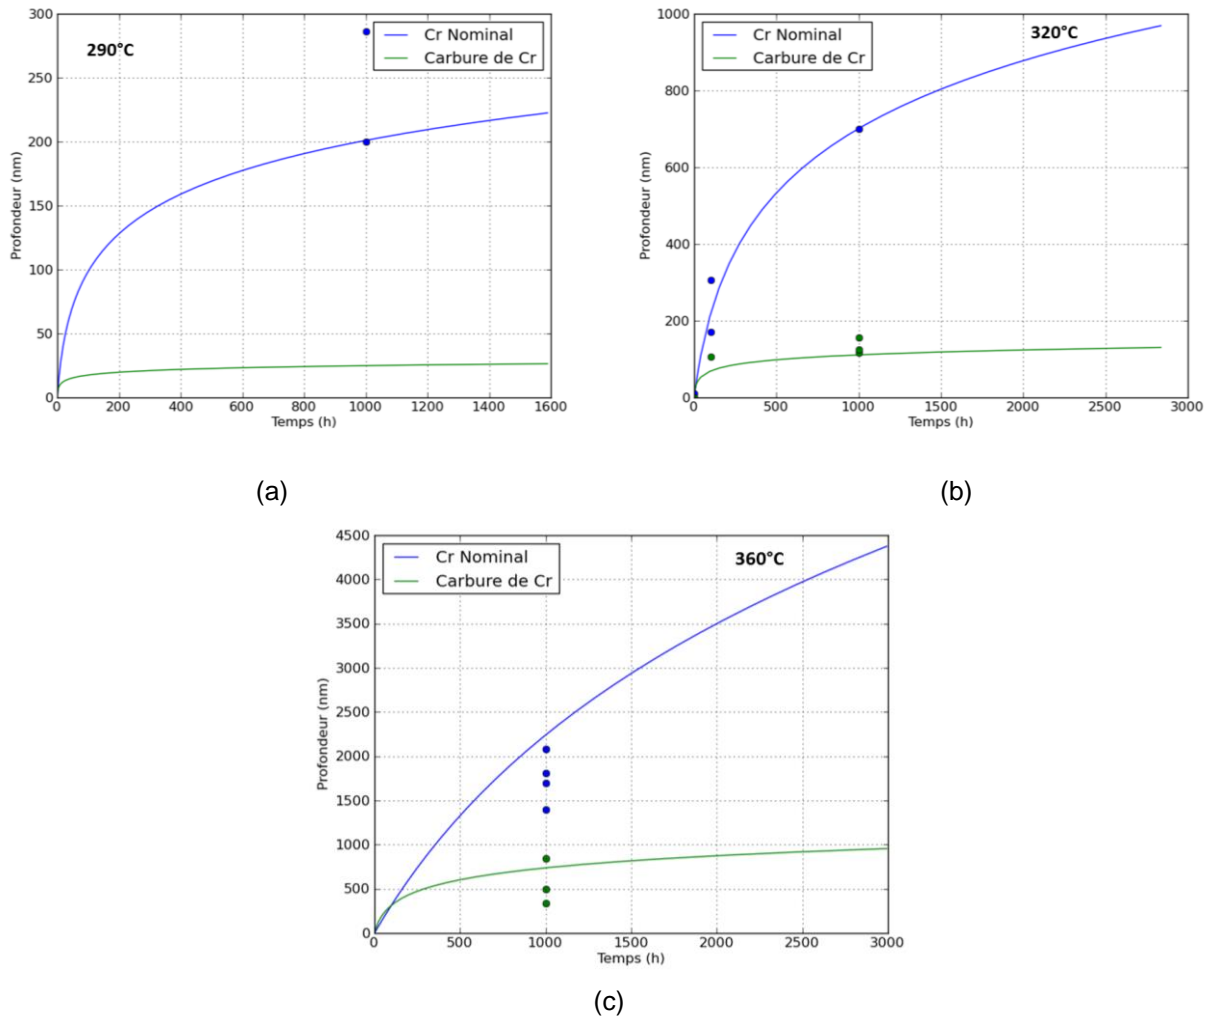 290°C
Cr Nominal
Carbure de Cr
Profondeur (nm)
300
250
200
150
100
50
0
0 200 400 600 800 1000 1200 1400 1600
Temps (h)
(a)
320°C
Cr Nominal
Carbure de Cr
Profondeur (nm)
1000
800
600
400
200
0
0 500 1000 1500 2000 2500 3000
Temps (h)
(b)
360°C
Cr Nominal
Carbure de Cr
Profondeur (nm)
4500
4000
3500
3000
2500
2000
1500
1000
500
0
0 500 1000 1500 2000 2500 3000
Temps (h)
(c)